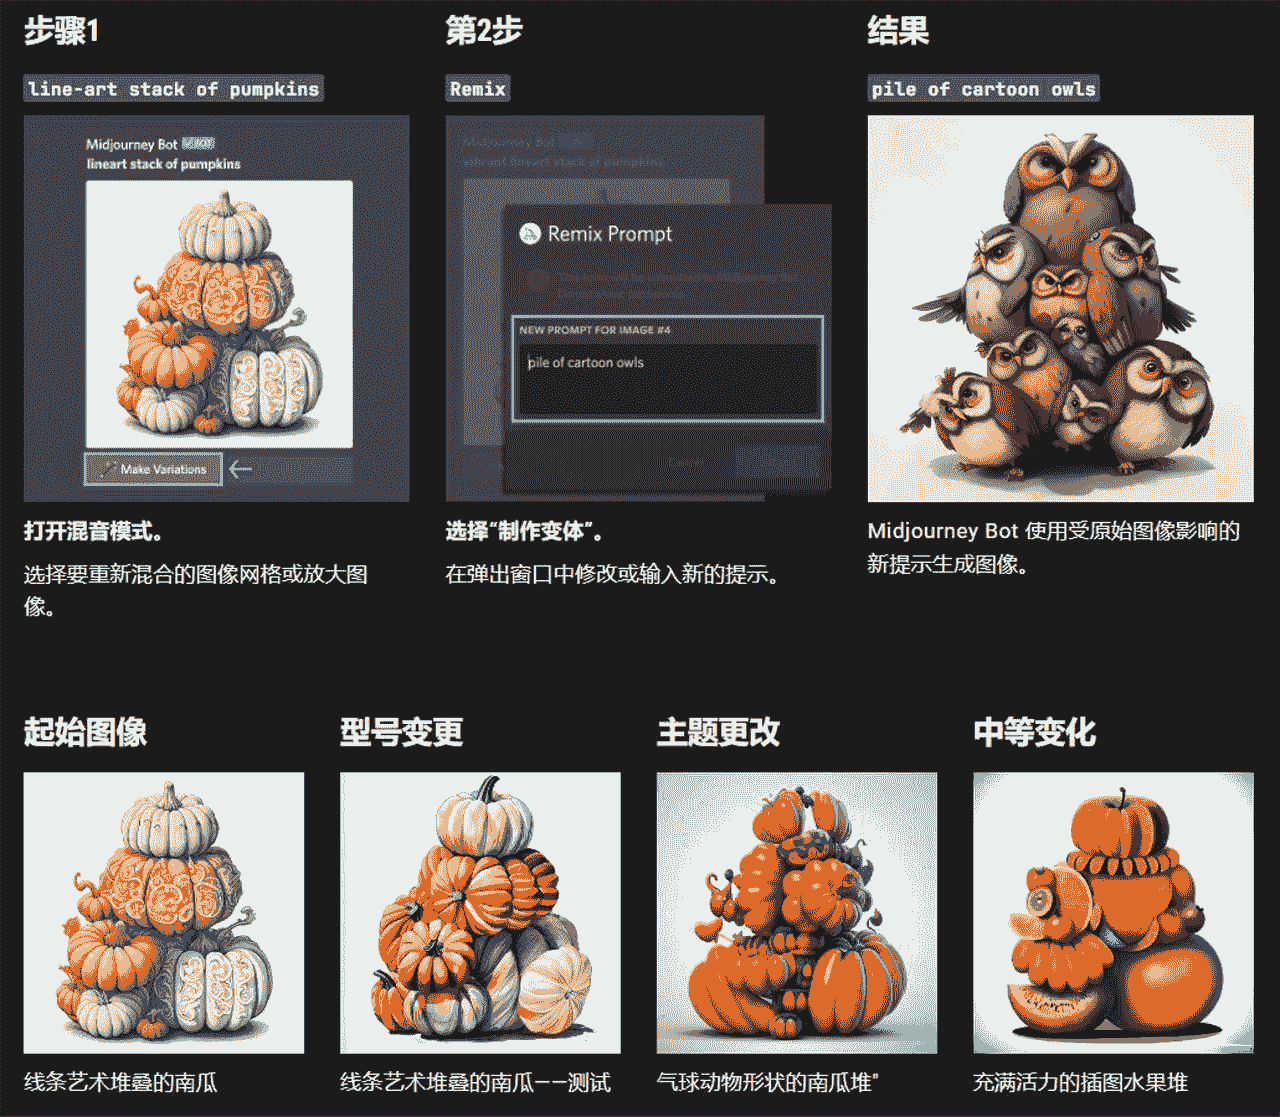 步骤1
line-art stack of pumpkins
Midjourney Bot
lineart stack of pumpkins
Make Variations
打开混音模式。
选择要重新混合的图像网格或放大图
像。
第2步
Remix
Midjourney Bot
vibrant lineart stack of pumpkins
Remix Prompt
NEW PROMPT FOR IMAGE #4
pile of cartoon owls
选择“制作变体”。
在弹出窗口中修改或输入新的提示。
结果
pile of cartoon owls
Midjourney Bot 使用受原始图像影响的
新提示生成图像。
起始图像
线条艺术堆叠的南瓜
型号变更
线条艺术堆叠的南瓜——测试
主题更改
气球动物形状的南瓜堆"
中等变化
充满活力的插图水果堆